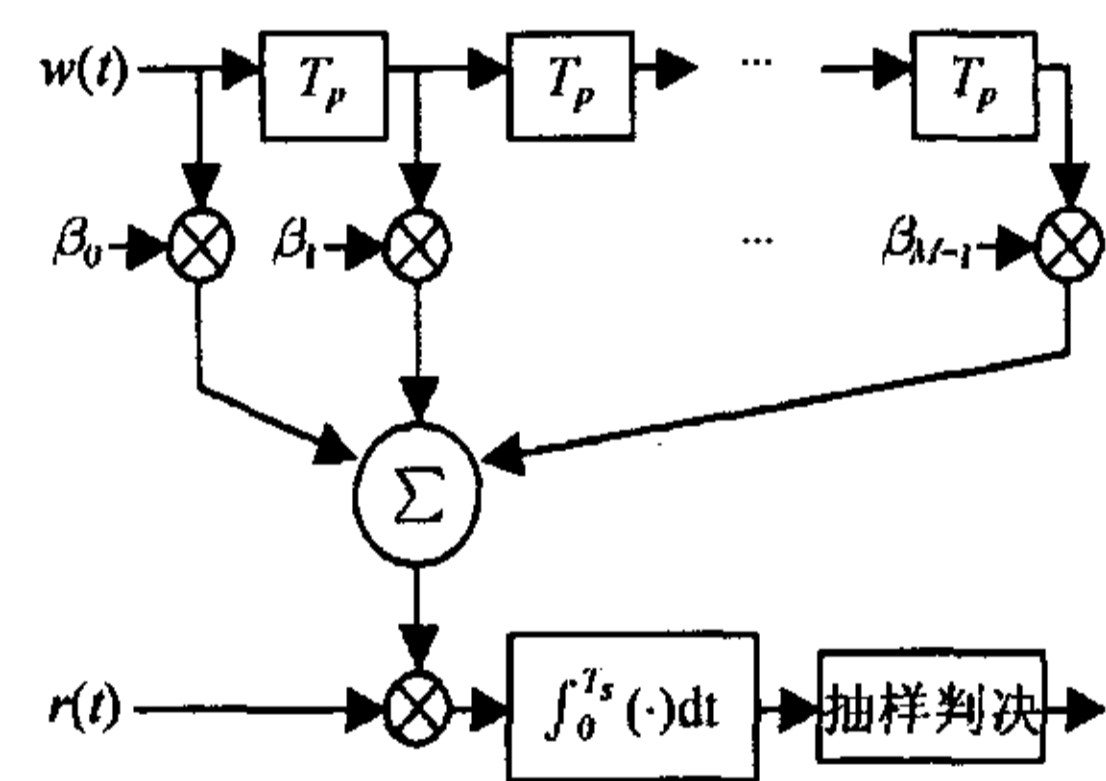 w(t) T_p T_p ... T_p
β_0 β_1 ... β_{M-1}
Σ
r(t) ∫_0^{T_s} (·)dt 抽样判决